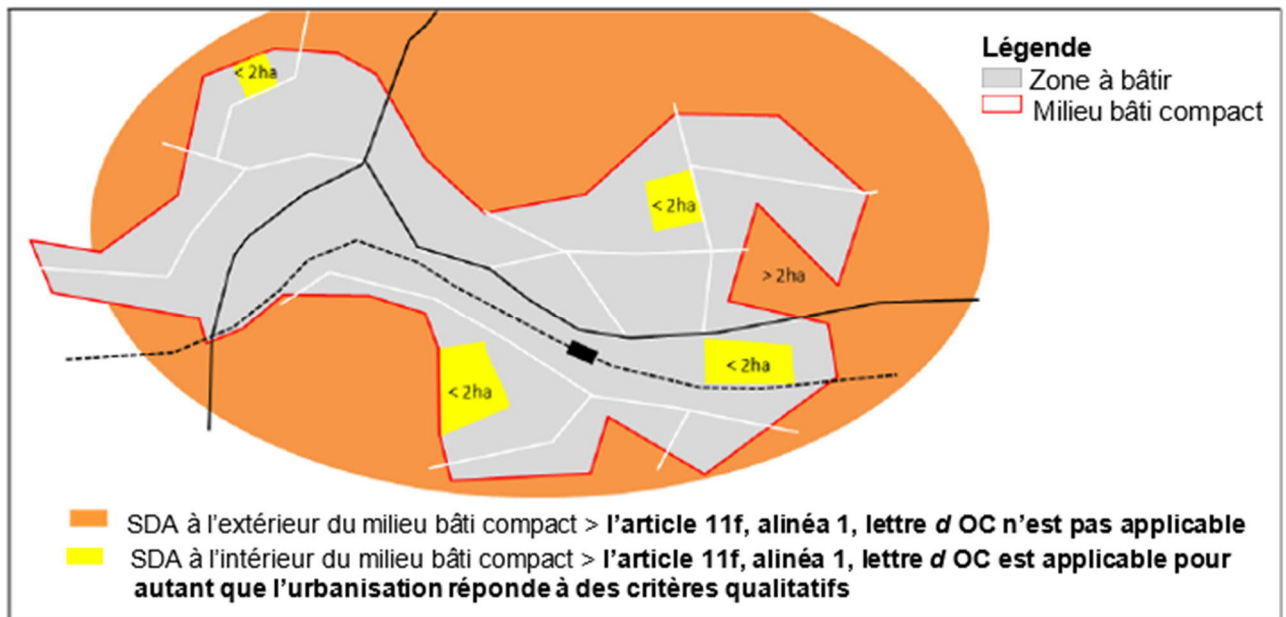 Légende
Zone à bâtir
Milieu bâti compact
< 2ha
< 2ha
> 2ha
< 2ha
< 2ha
SDA à l'extérieur du milieu bâti compact > l'article 11f, alinéa 1, lettre d OC n'est pas applicable
SDA à l'intérieur du milieu bâti compact > l'article 11f, alinéa 1, lettre d OC est applicable pour
autant que l'urbanisation réponde à des critères qualitatifs